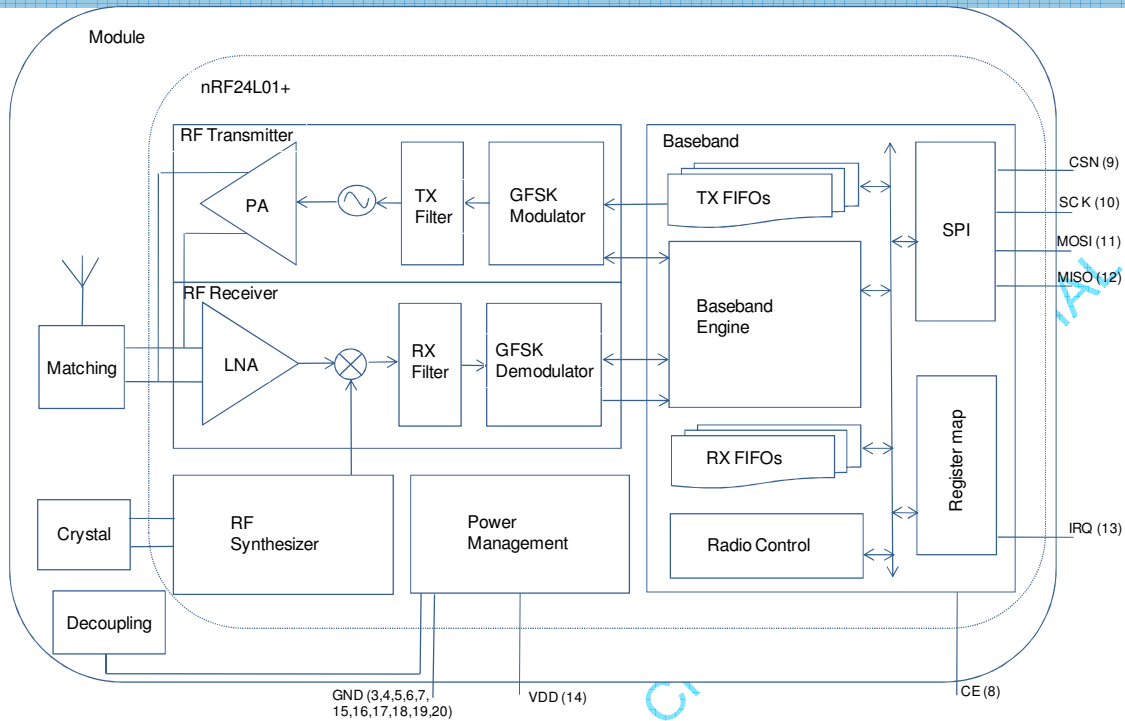 Module
nRF24L01+
RF Transmitter
PA
TX
Filter
GFSK
Modulator
RF Receiver
LNA
RX
Filter
GFSK
Demodulator
Matching
Crystal
Decoupling
RF
Synthesizer
Power
Management
Baseband
TX FIFOs
Baseband
Engine
RX FIFOs
Radio Control
SPI
Register map
CSN (9)
SCK (10)
MOSI (11)
MISO (12)
IRQ (13)
GND (3,4,5,6,7,
15,16,17,18,19,20)
VDD (14)
CE (8)